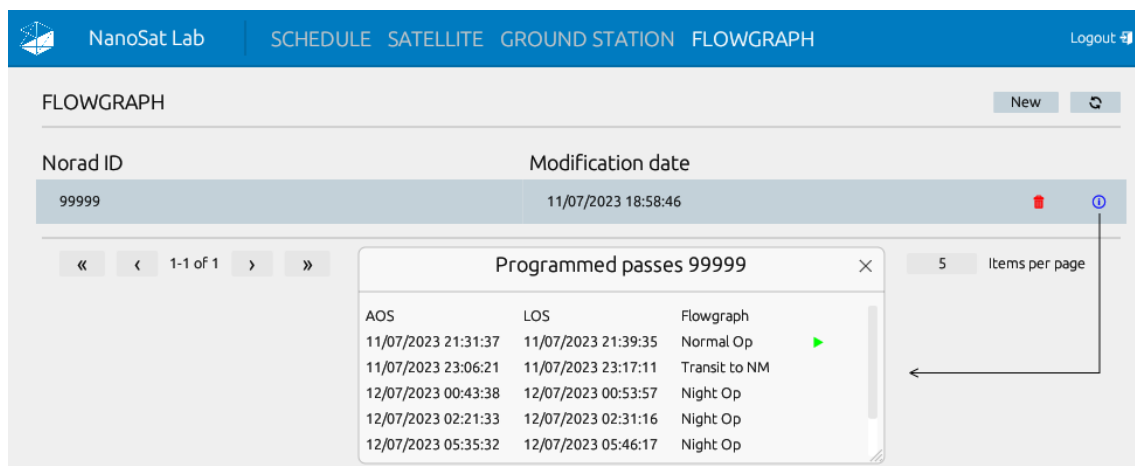 NanoSat Lab SCHEDULE SATELLITE GROUND STATION FLOWGRAPH Logout
FLOWGRAPH New
Norad ID Modification date
99999 11/07/2023 18:58:46
« ‹ 1-1 of 1 › » 5 Items per page
Programmed passes 99999 ×
AOS LOS Flowgraph
11/07/2023 21:31:37 11/07/2023 21:39:35 Normal Op
11/07/2023 23:06:21 11/07/2023 23:17:11 Transit to NM
12/07/2023 00:43:38 12/07/2023 00:53:57 Night Op
12/07/2023 02:21:33 12/07/2023 02:31:16 Night Op
12/07/2023 05:35:32 12/07/2023 05:46:17 Night Op